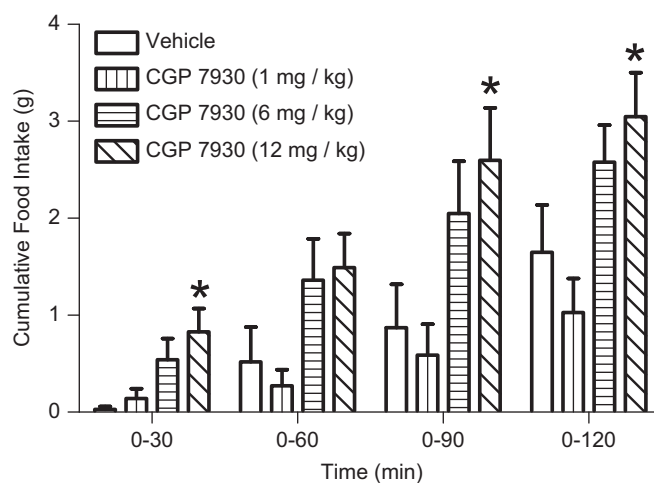 4
3
2
1
0
Cumulative Food Intake (g)
Vehicle
CGP 7930 (1 mg / kg)
CGP 7930 (6 mg / kg)
CGP 7930 (12 mg / kg)
*
*
*
0-30
0-60
0-90
0-120
Time (min)